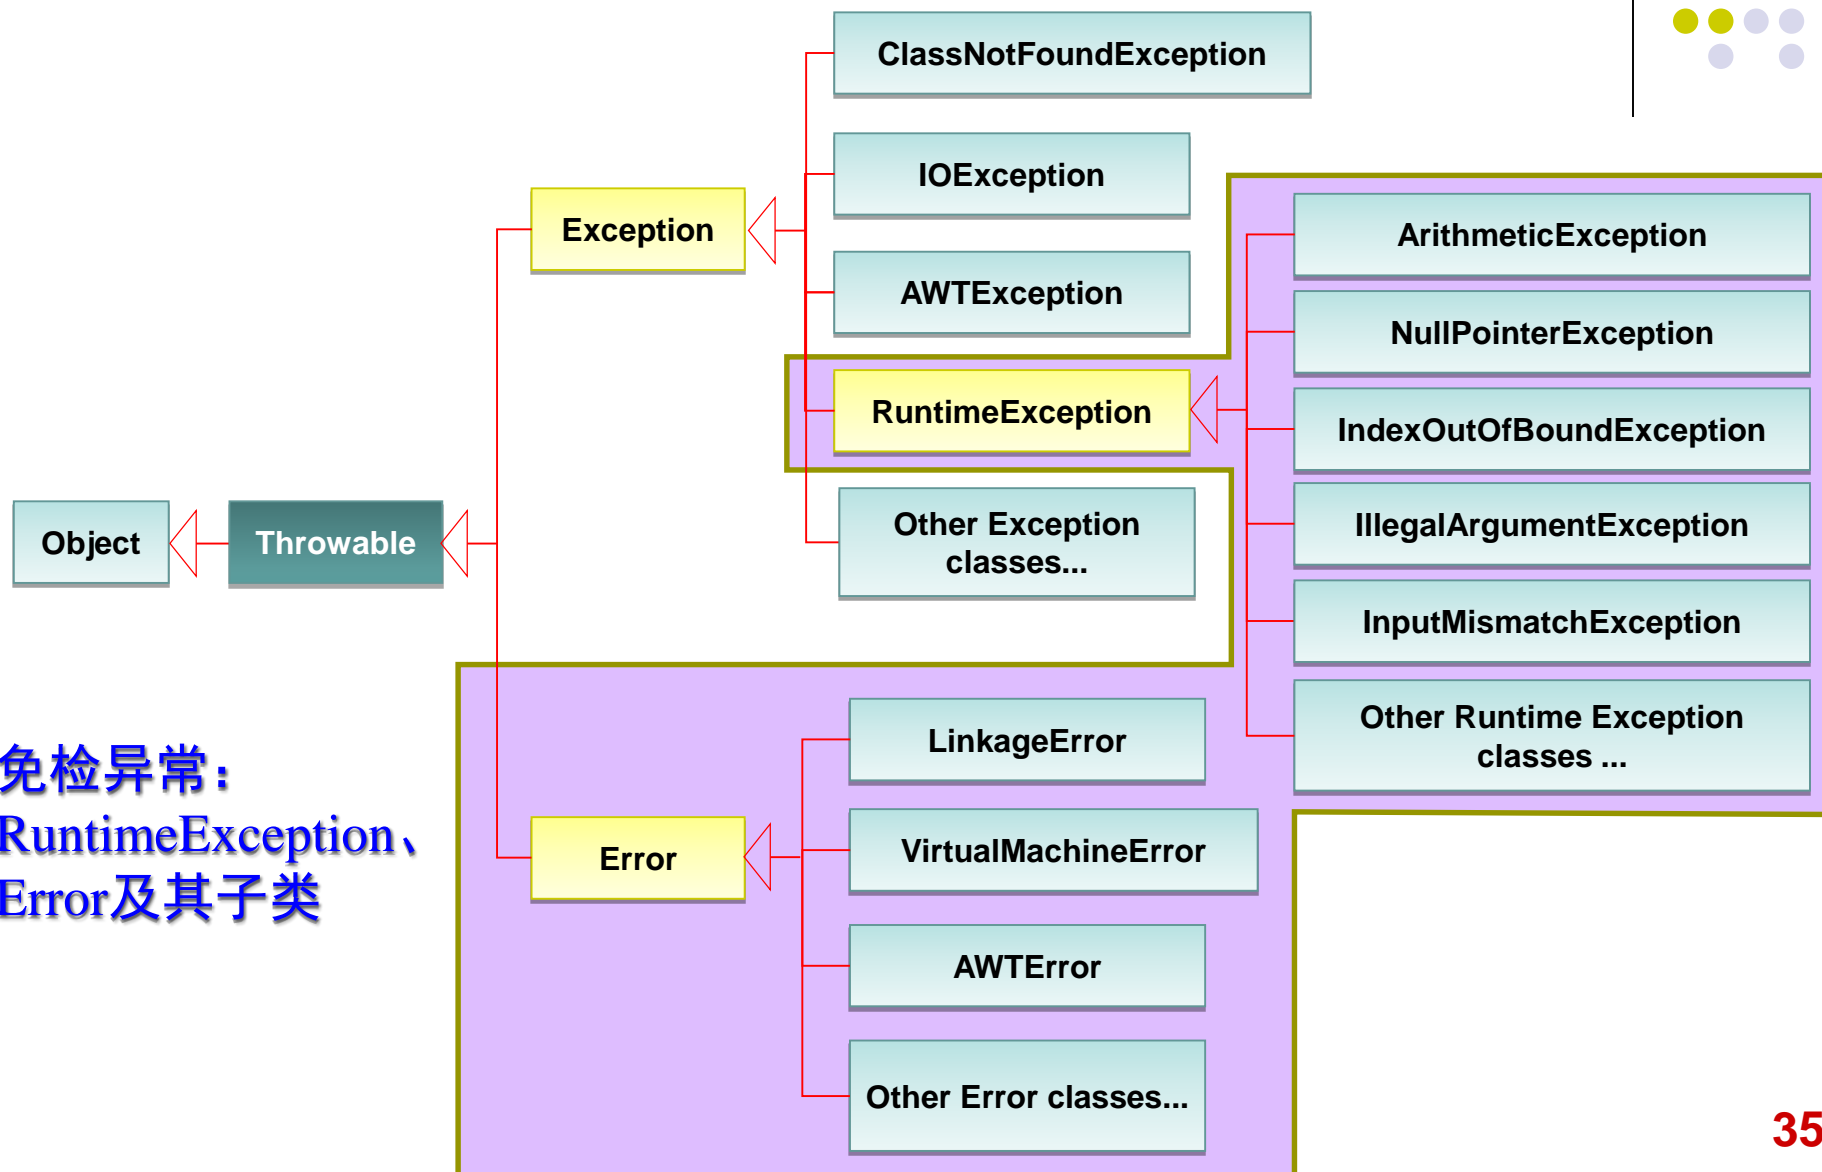 ClassNotFoundException
IOException
Exception
ArithmeticException
AWTException
NullPointerException
RuntimeException
IndexOutOfBoundException
Object
Throwable
Other Exception
classes...
IllegalArgumentException
InputMismatchException
Other Runtime Exception
classes ...
LinkageError
免检异常：
RuntimeException、
Error及其子类
Error
VirtualMachineError
AWTError
Other Error classes...
35